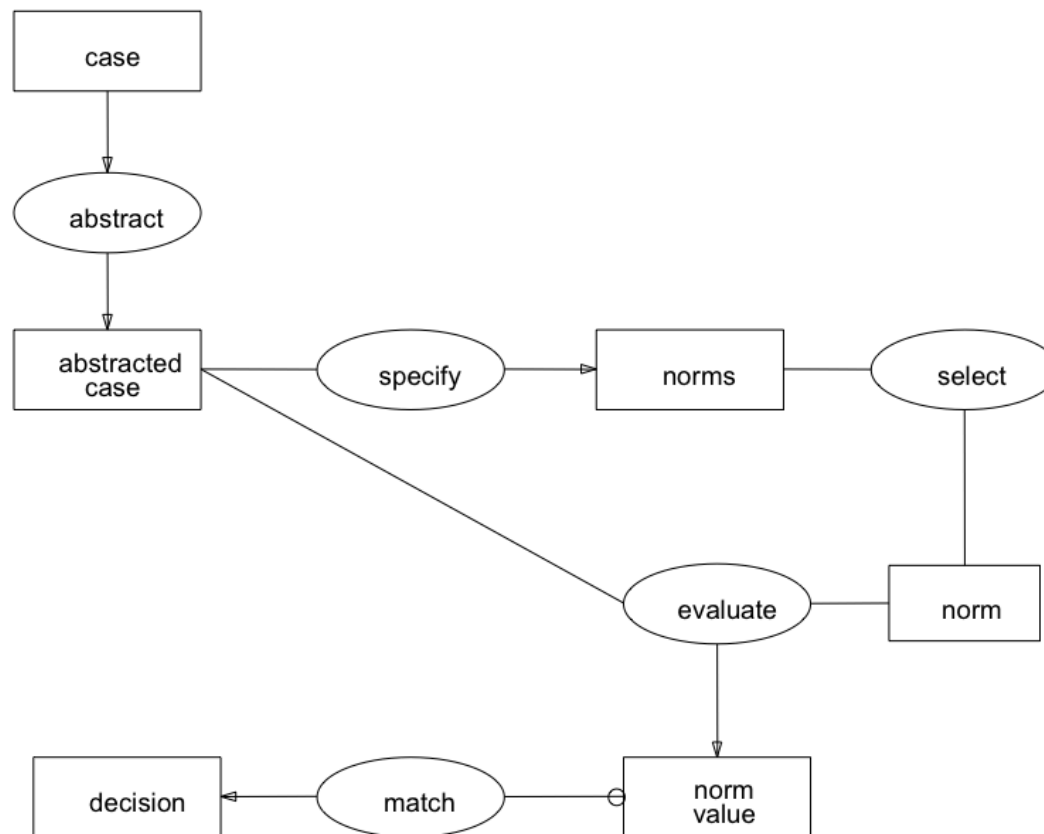 case
abstract
abstracted
case
specify
norms
select
evaluate
norm
decision
match
norm
value